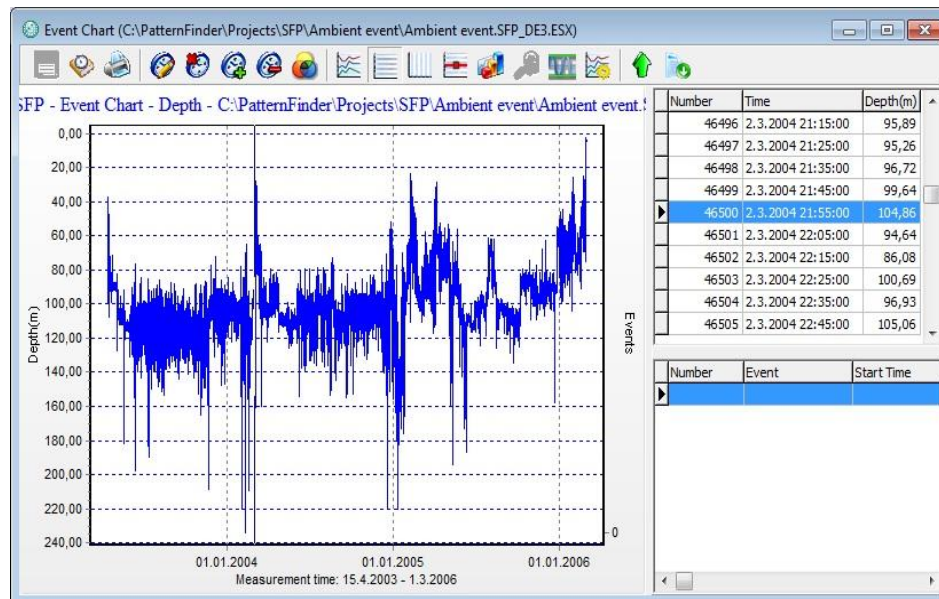 Event Chart (C:\PatternFinder\Projects\SFP\Ambient event\Ambient event.SFP_DE3.ESX)
SFP - Event Chart - Depth - C:\PatternFinder\Projects\SFP\Ambient event\Ambient event.
0,00
20,00
40,00
60,00
80,00
100,00
120,00
140,00
160,00
180,00
200,00
220,00
240,00
Depth(m)
Events
0
01.01.2004 01.01.2005 01.01.2006
Measurement time: 15.4.2003 - 1.3.2006
Number Time Depth(m)
46496 2.3.2004 21:15:00 95,89
46497 2.3.2004 21:25:00 95,26
46498 2.3.2004 21:35:00 96,72
46499 2.3.2004 21:45:00 99,64
46500 2.3.2004 21:55:00 104,86
46501 2.3.2004 22:05:00 94,64
46502 2.3.2004 22:15:00 86,08
46503 2.3.2004 22:25:00 100,69
46504 2.3.2004 22:35:00 96,93
46505 2.3.2004 22:45:00 105,06
Number Event Start Time